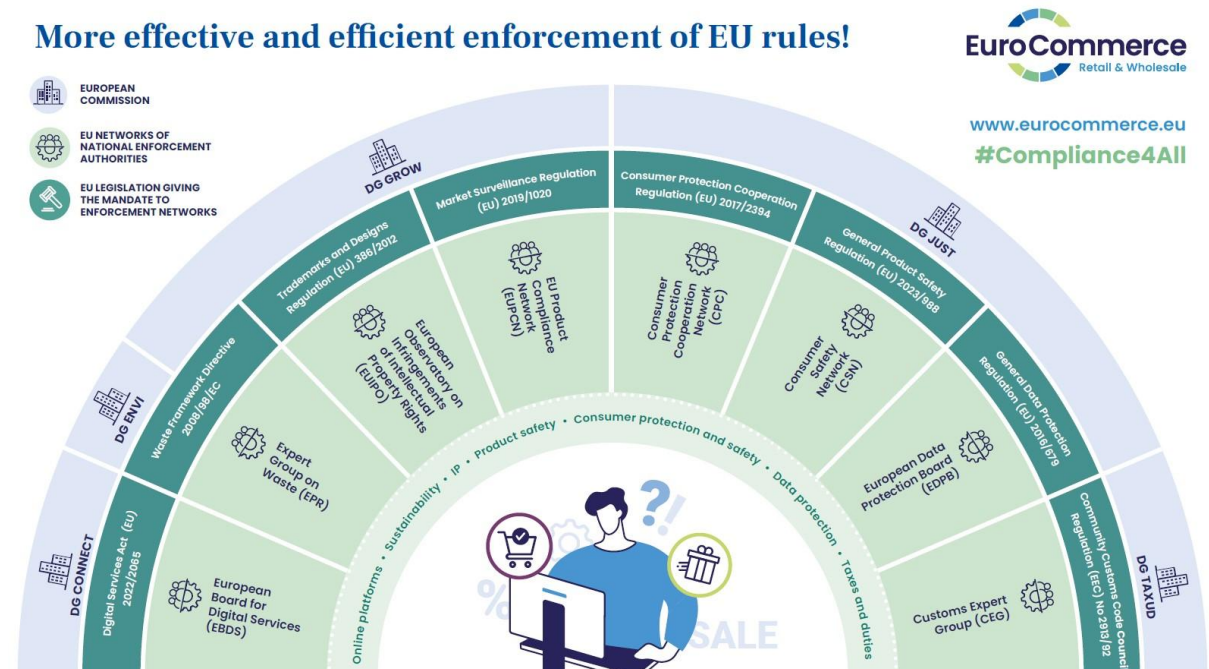 More effective and efficient enforcement of EU rules!
EuroCommerce
Retail & Wholesale
www.eurocommerce.eu
#Compliance4All
EUROPEAN
COMMISSION
EU NETWORKS OF
NATIONAL ENFORCEMENT
AUTHORITIES
EU LEGISLATION GIVING
THE MANDATE TO
ENFORCEMENT NETWORKS
DG CONNECT
DG ENVI
DG GROW
DG JUST
DG TAXUD
Digital Services Act (EU)
2022/2065
Waste Framework Directive
2008/98/EC
Trademarks and Designs
Regulation (EU) 386/2012
Market Surveillance Regulation
(EU) 2019/1020
Consumer Protection Cooperation
Regulation (EU) 2017/2394
General Product Safety
Regulation (EU) 2023/988
General Data Protection
Regulation (EU) 2016/679
Community Customs Code Council
Regulation (EEC) No 2913/92
European
Board for
Digital Services
(EBDS)
Expert
Group on
Waste (EPR)
European
Observatory on
Infringements
of Intellectual
Property Rights
(EUIPO)
EU Product
Compliance
Network
(EUPCN)
Consumer
Protection
Cooperation
Network
(CPC)
Consumer
Safety
Network
(CSN)
European Data
Protection Board
(EDPB)
Customs Expert
Group (CEG)
Online platforms • Sustainability • IP • Product safety • Consumer protection and safety • Data protection • Taxes and duties
?!
%
SALE